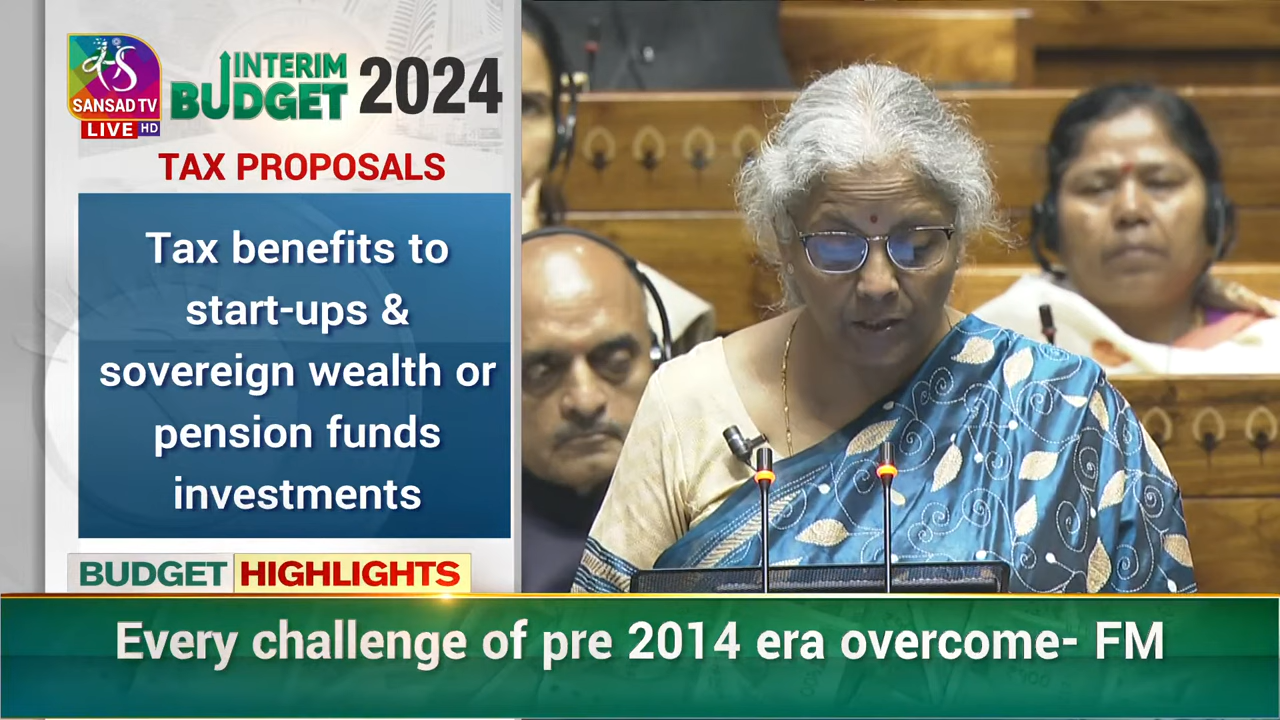 SANSAD TV
LIVE HD
INTERIM
BUDGET 2024
TAX PROPOSALS
Tax benefits to
start-ups &
sovereign wealth or
pension funds
investments
BUDGET HIGHLIGHTS
Every challenge of pre 2014 era overcome- FM